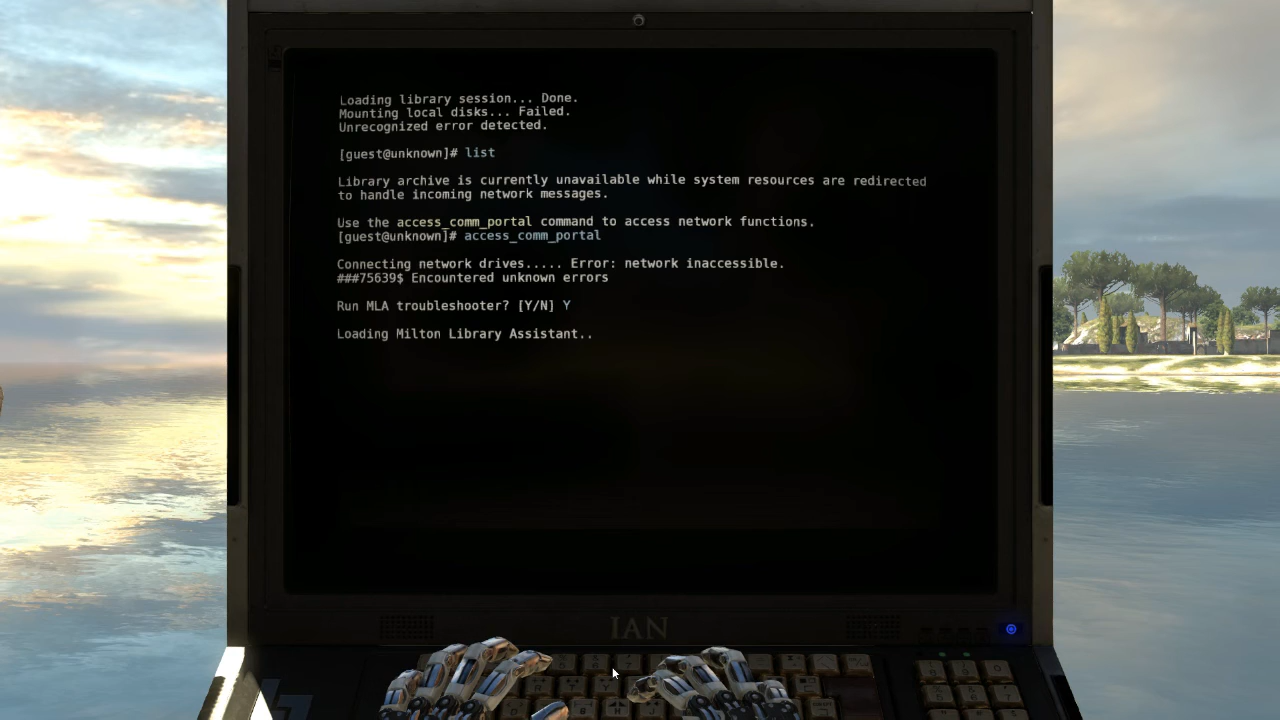 Loading library session... Done.
Mounting local disks... Failed.
Unrecognized error detected.
[guest@unknown]# list
Library archive is currently unavailable while system resources are redirected
to handle incoming network messages.
Use the access_comm_portal command to access network functions.
[guest@unknown]# access_comm_portal
Connecting network drives..... Error: network inaccessible.
###75639$ Encountered unknown errors
Run MLA troubleshooter? [Y/N] Y
Loading Milton Library Assistant..
IAN